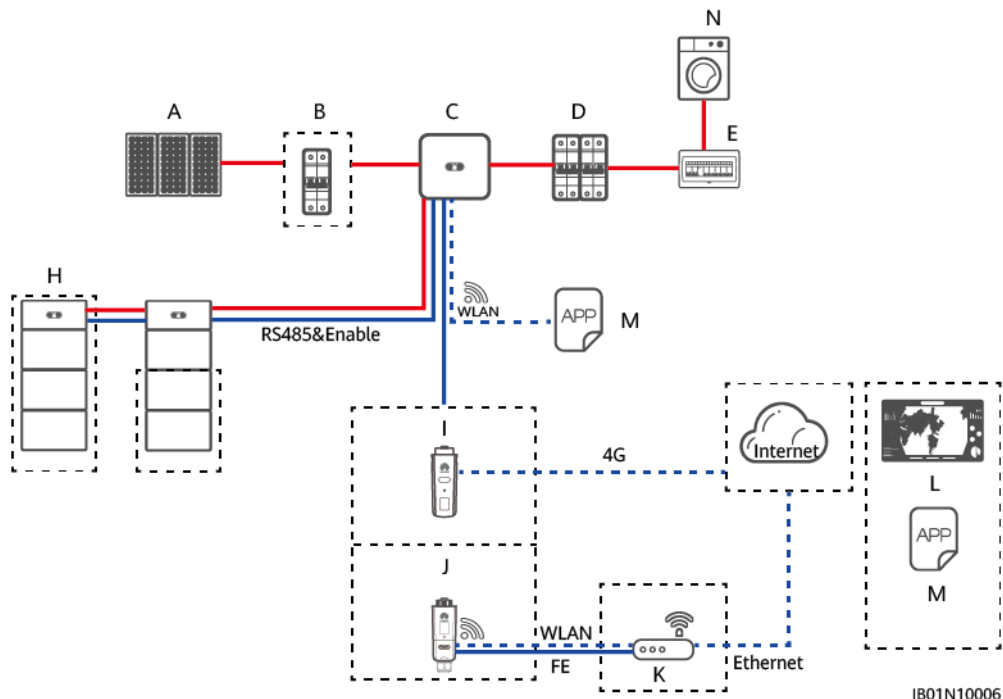 N
A
B
C
D
E
H
WLAN
APP
M
RS485&Enable
I
4G
Internet
L
APP
M
J
WLAN
FE
K
Ethernet
IB01N10006